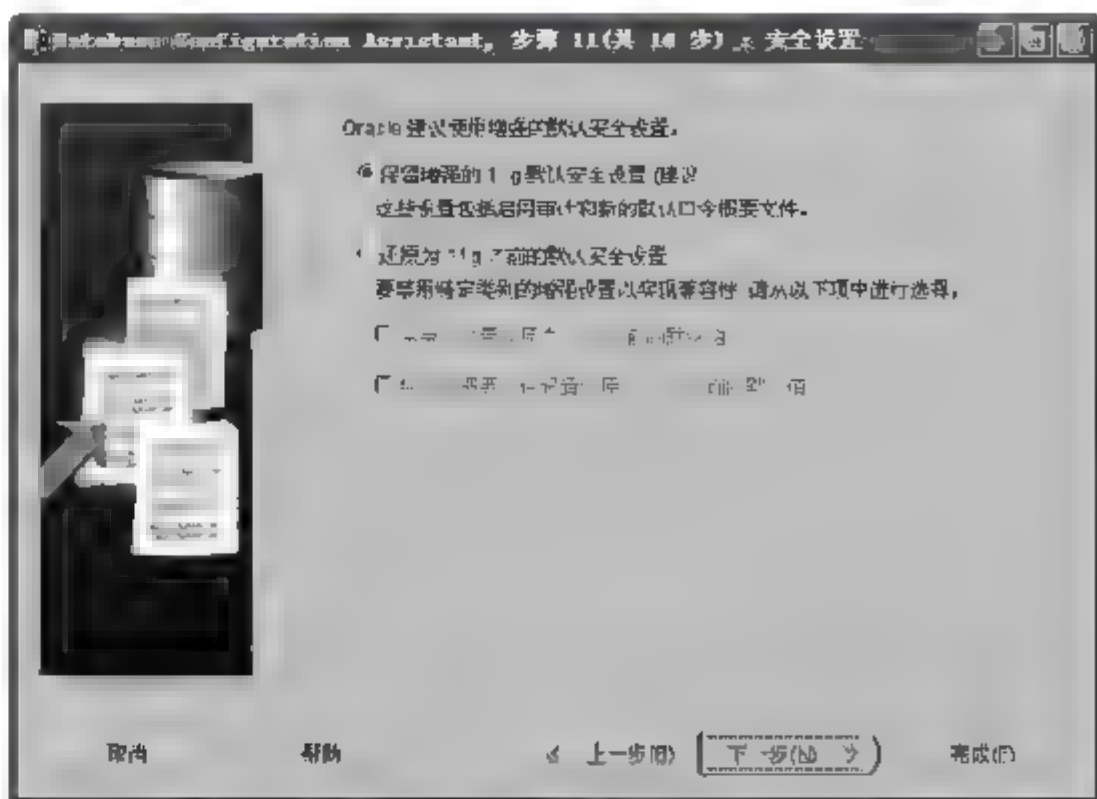 Database Configuration Assistant, 步骤 11(共 14 步) : 安全设置
Oracle 建议使用增强的默认安全设置。
保留增强的 11g 默认安全设置 (建议)
这些设置包括启用审计和新的默认口令概要文件。
还原为 11g 之前的默认安全设置
要禁用特定类别的增强设置以实现兼容性 请从以下项中进行选择。
取消
帮助
上一步(B)
下一步(N)
完成(F)